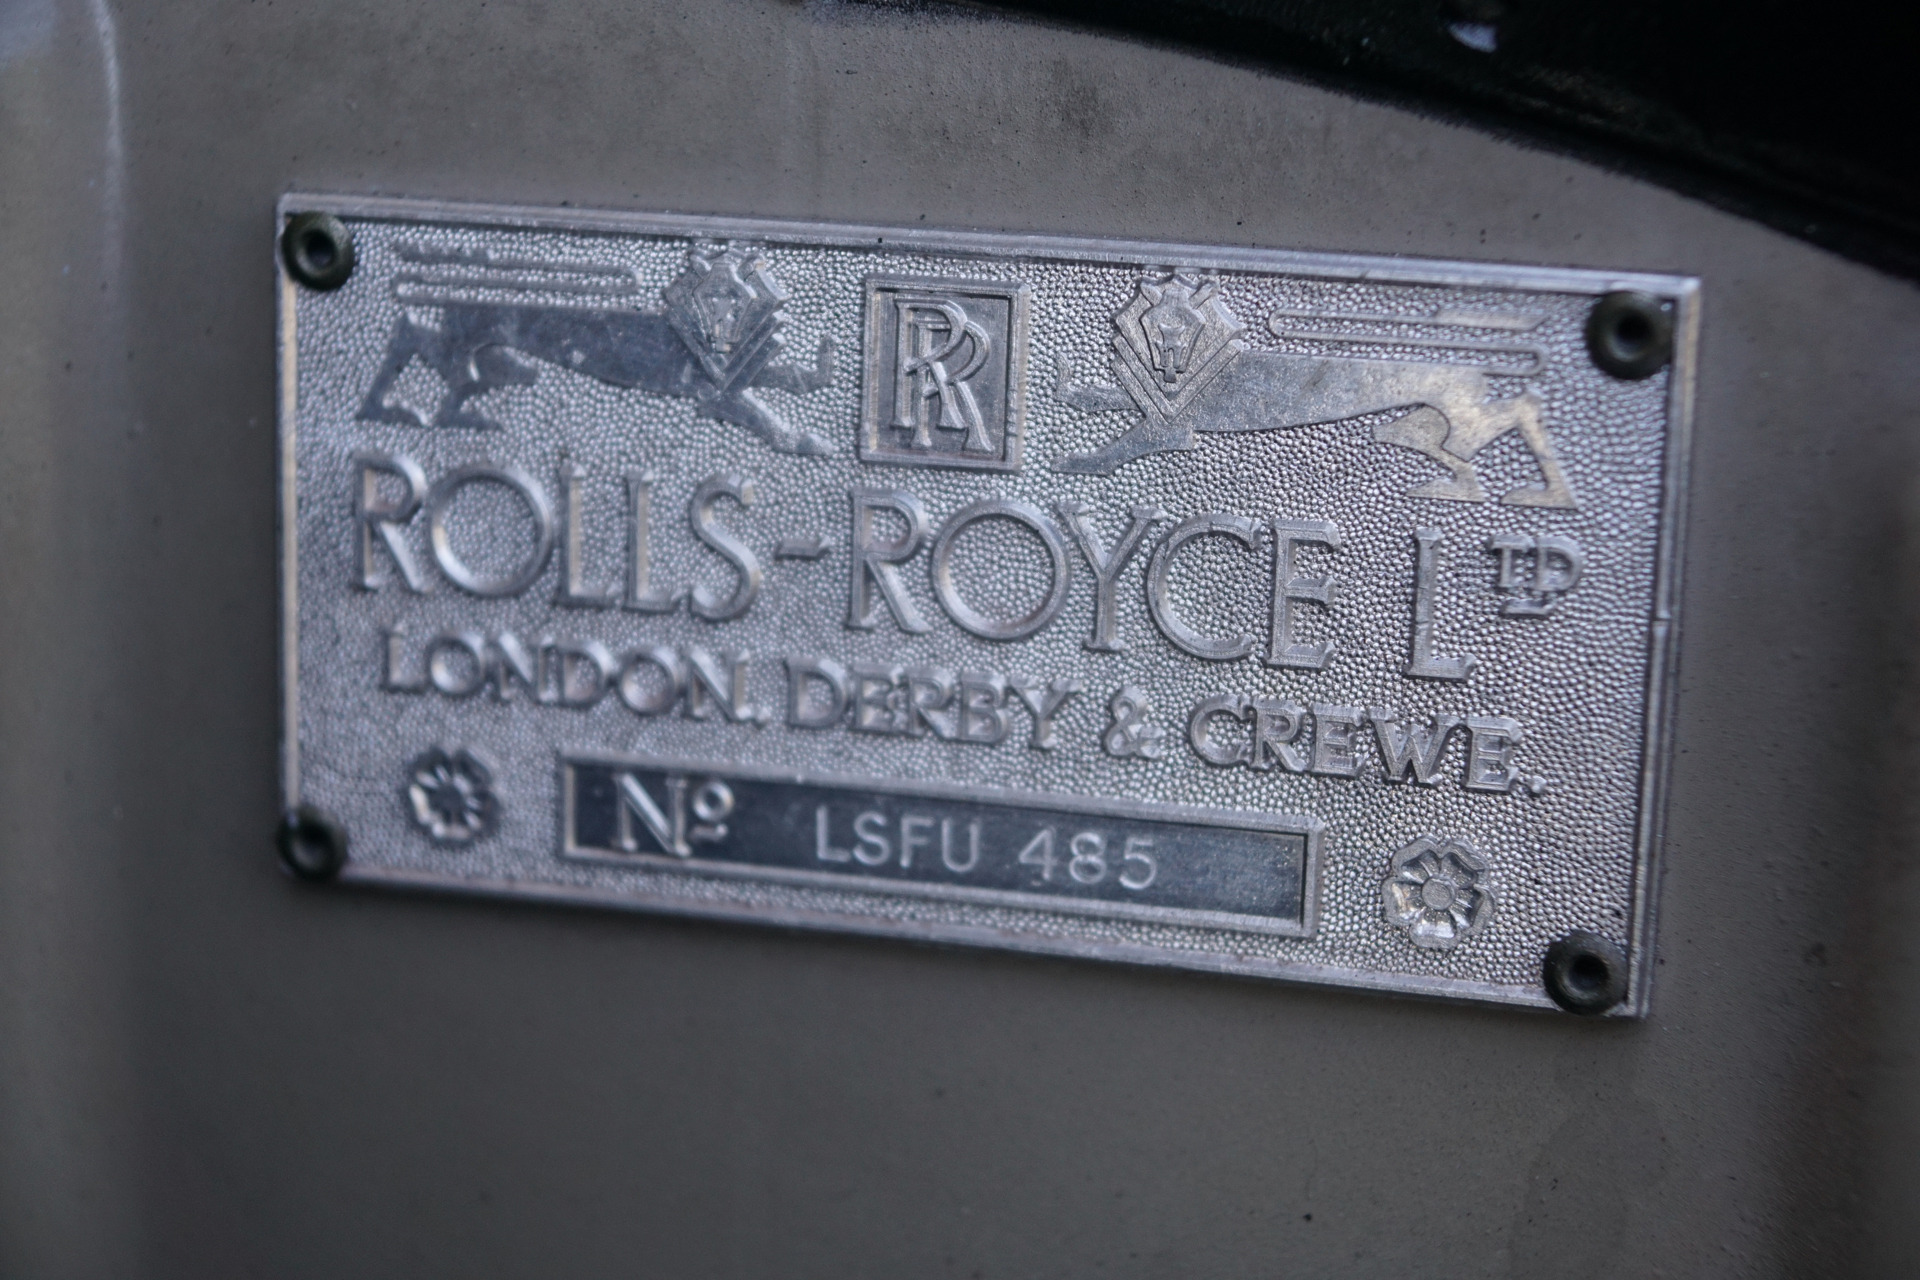 RR
ROLLS-ROYCE LTD
LONDON. DERBY & CREWE.
Nº LSFU 485